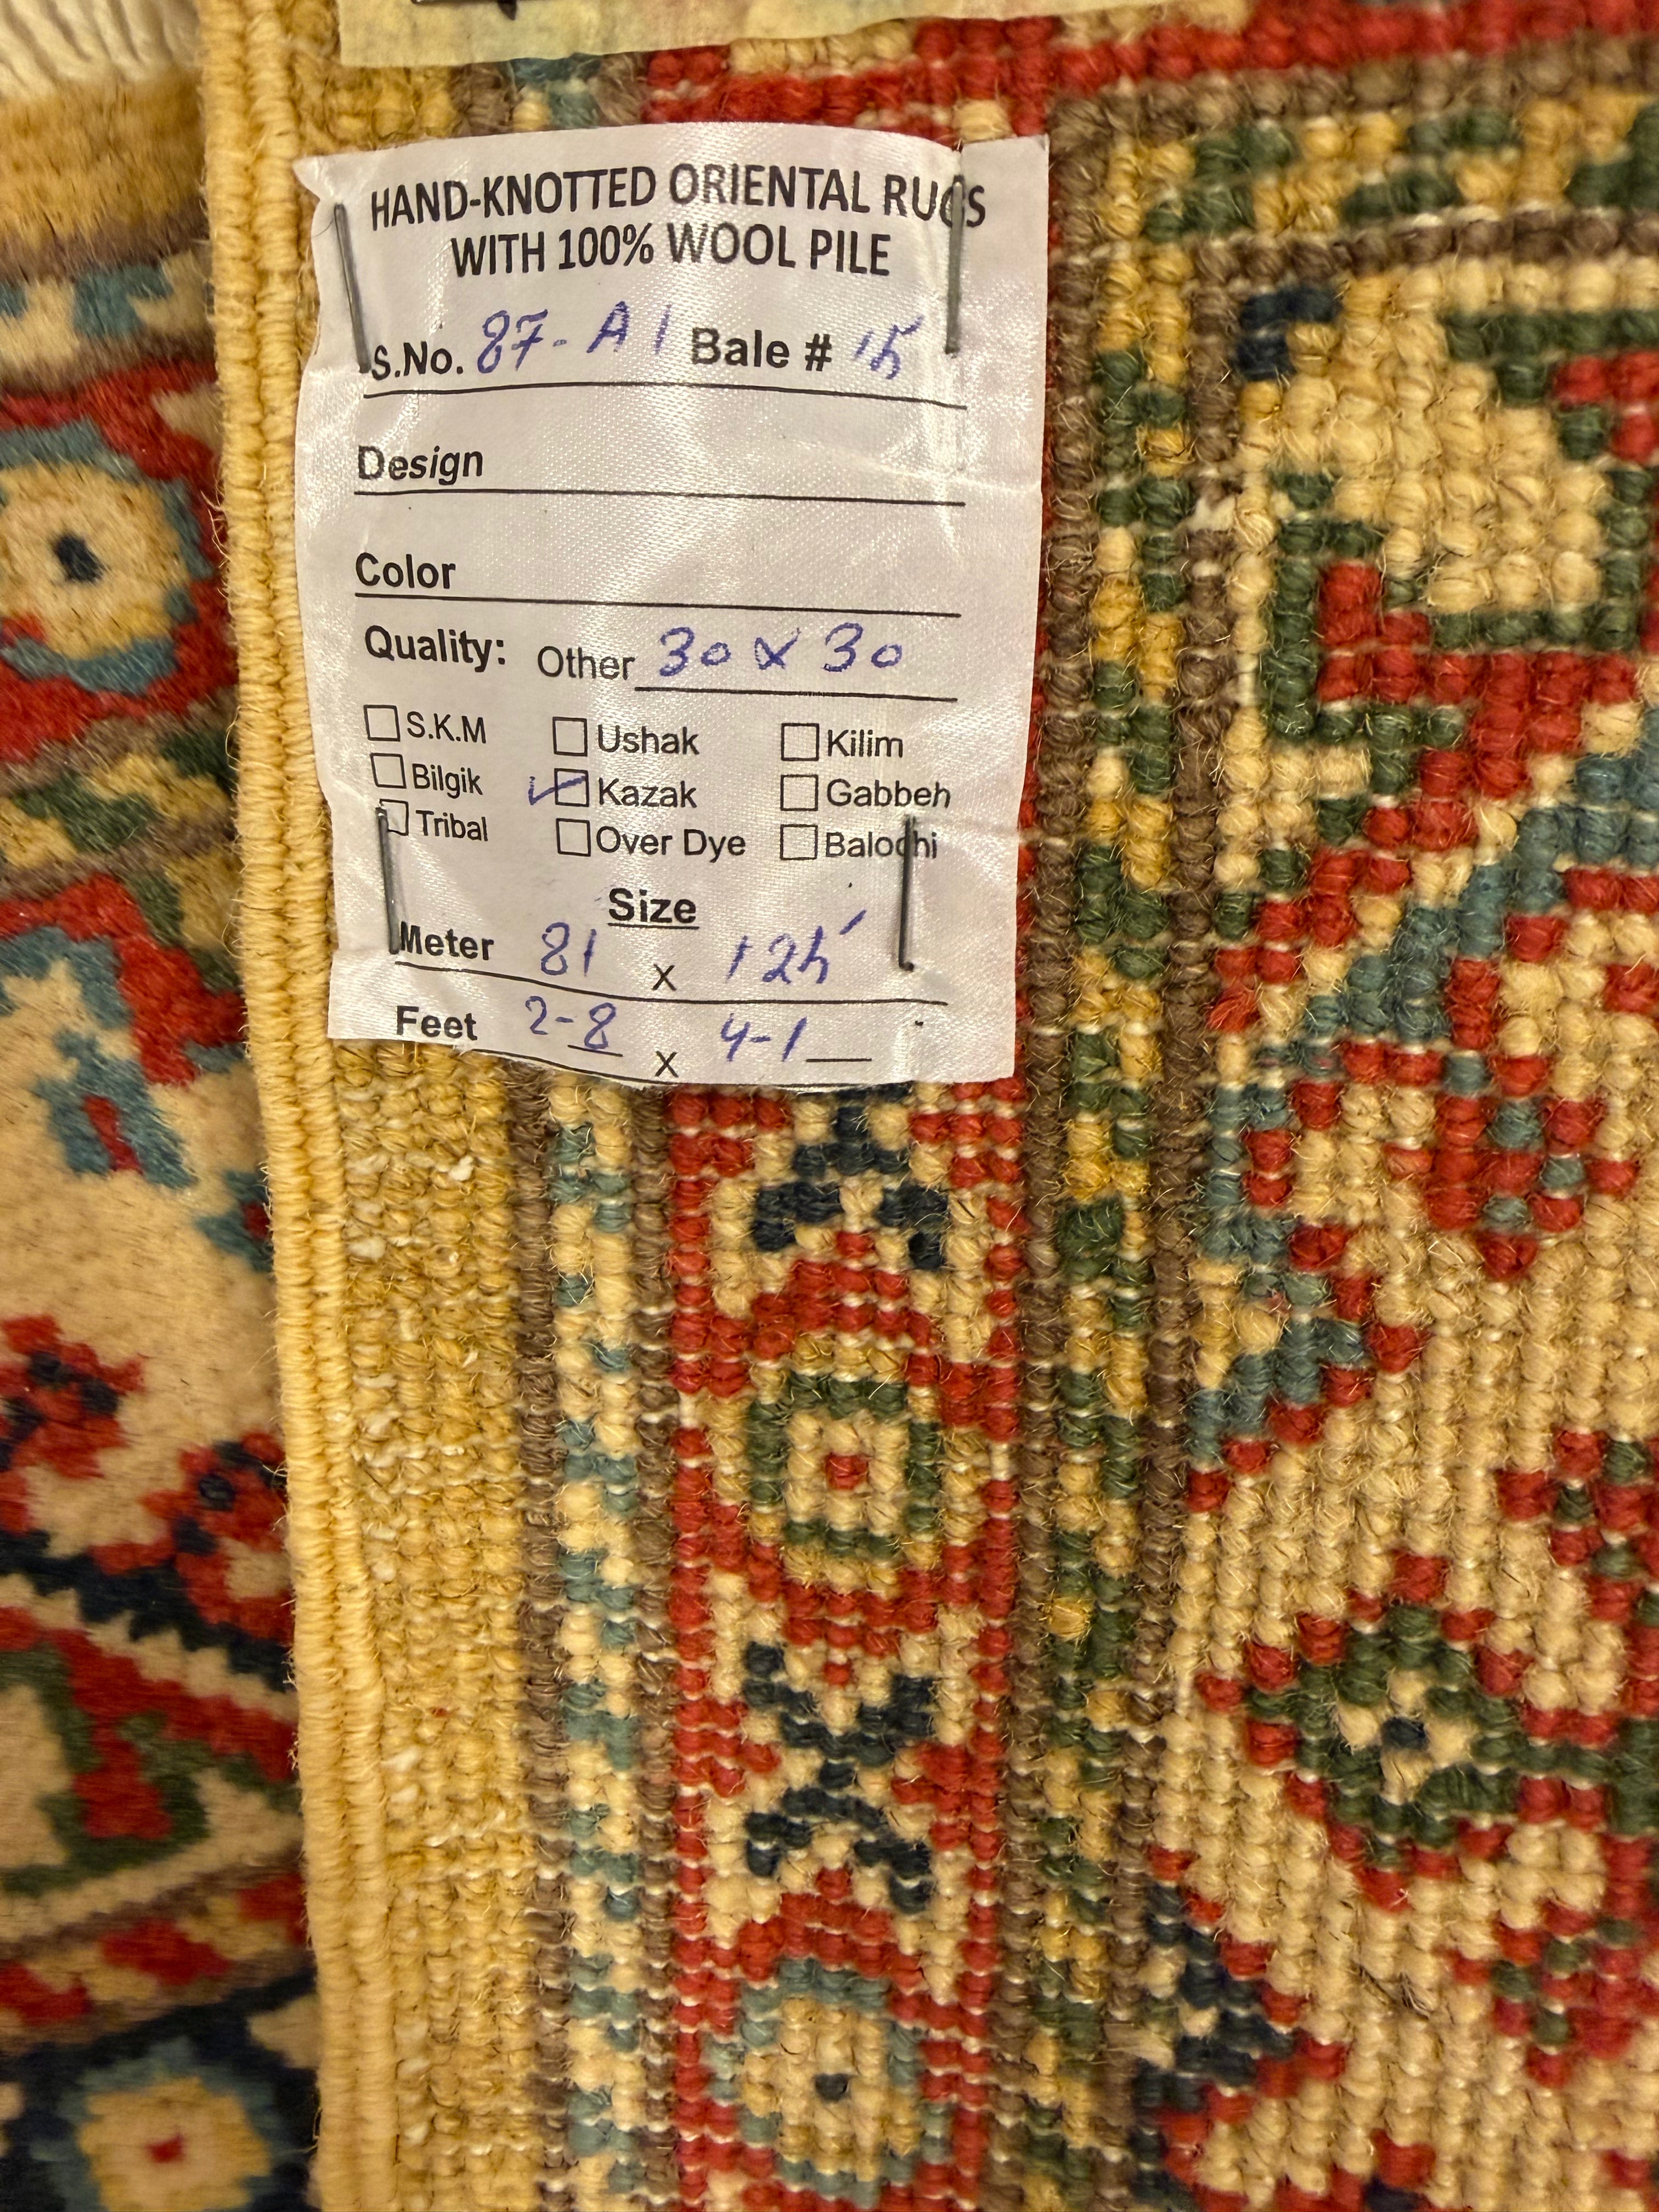 HAND-KNOTTED ORIENTAL RUGS
WITH 100% WOOL PILE
S.No. 87-A1 Bale # 15
Design
Color
Quality: Other 30 x 30
S.K.M Ushak Kilim
Bilgik Kazak Gabbeh
Tribal Over Dye Balochi
Size
Meter 81 x 125
Feet 2-8 x 4-1